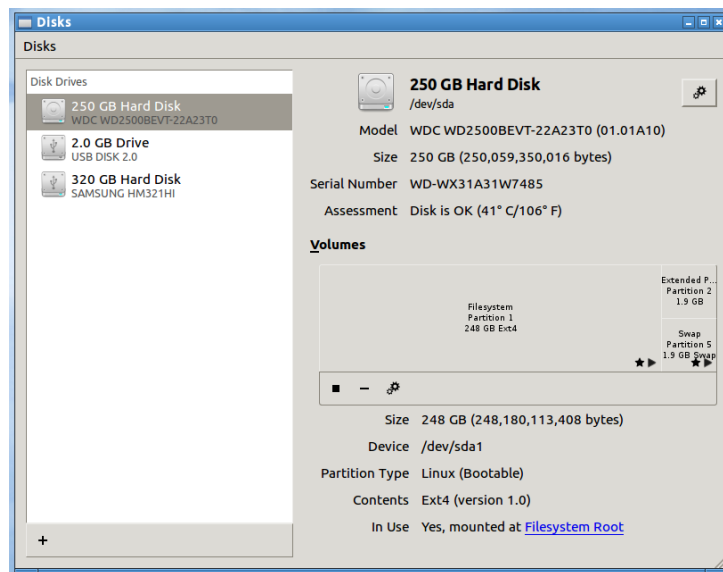 Disks
Disks
Disk Drives
250 GB Hard Disk
WDC WD2500BEVT-22A23T0
2.0 GB Drive
USB DISK 2.0
320 GB Hard Disk
SAMSUNG HM321HI
+
250 GB Hard Disk
/dev/sda
Model WDC WD2500BEVT-22A23T0 (01.01A10)
Size 250 GB (250,059,350,016 bytes)
Serial Number WD-WX31A31W7485
Assessment Disk is OK (41° C/106° F)
Volumes
Filesystem
Partition 1
248 GB Ext4
Extended P...
Partition 2
1.9 GB
Swap
Partition 5
1.9 GB Swap
Size 248 GB (248,180,113,408 bytes)
Device /dev/sda1
Partition Type Linux (Bootable)
Contents Ext4 (version 1.0)
In Use Yes, mounted at Filesystem Root